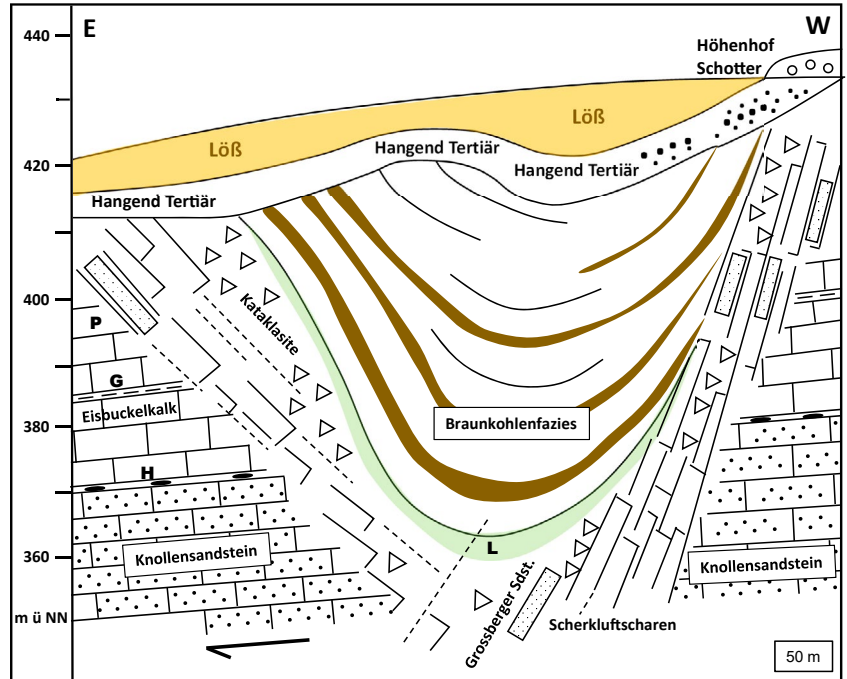 E
W
440
Höhenhof
Schotter
Löß
Löß
420
Hangend Tertiär
Hangend Tertiär
Hangend Tertiär
400
P
Kataklasite
G
Eisbuckelkalk
380
Braunkohlenfazies
H
Knollensandstein
360
L
Knollensandstein
Grossberger Sdst.
m ü NN
Scherkluftscharen
50 m